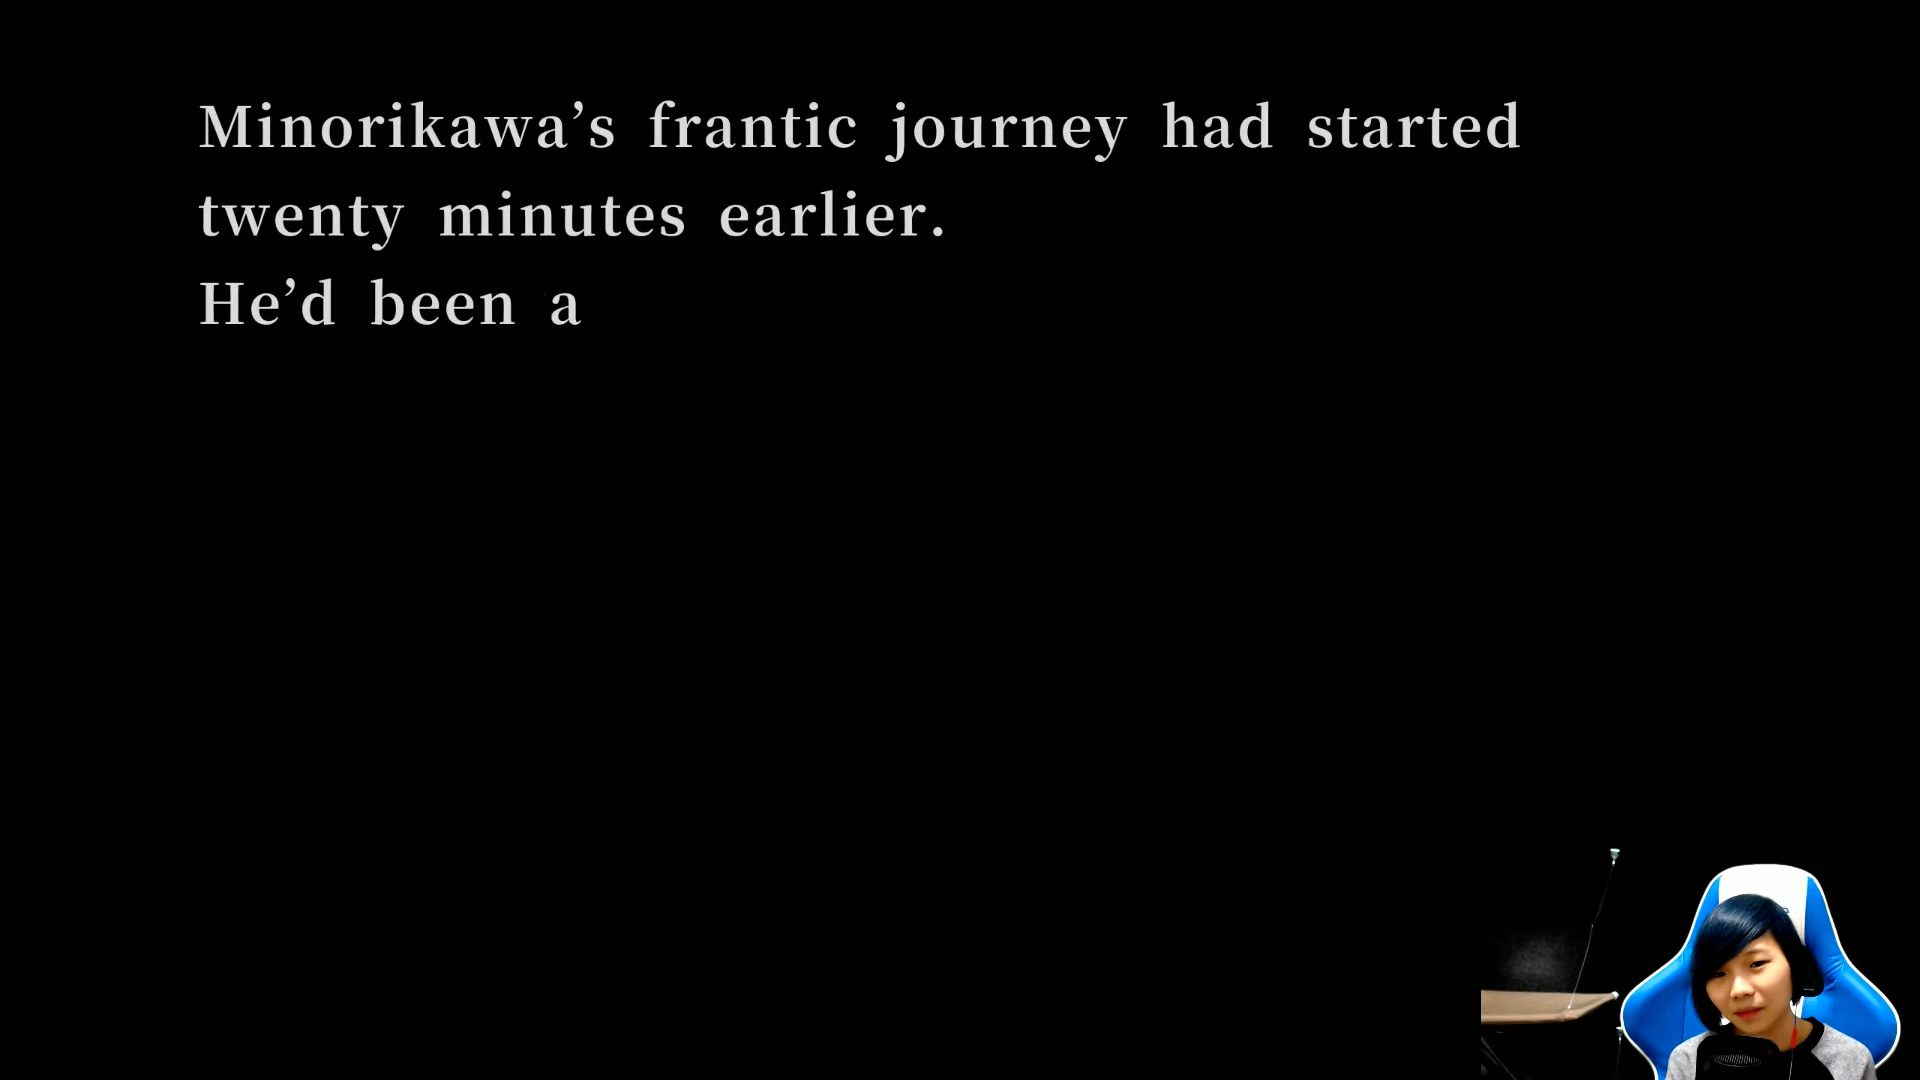 Minorikawa’s frantic journey had started
twenty minutes earlier.
He’d been a